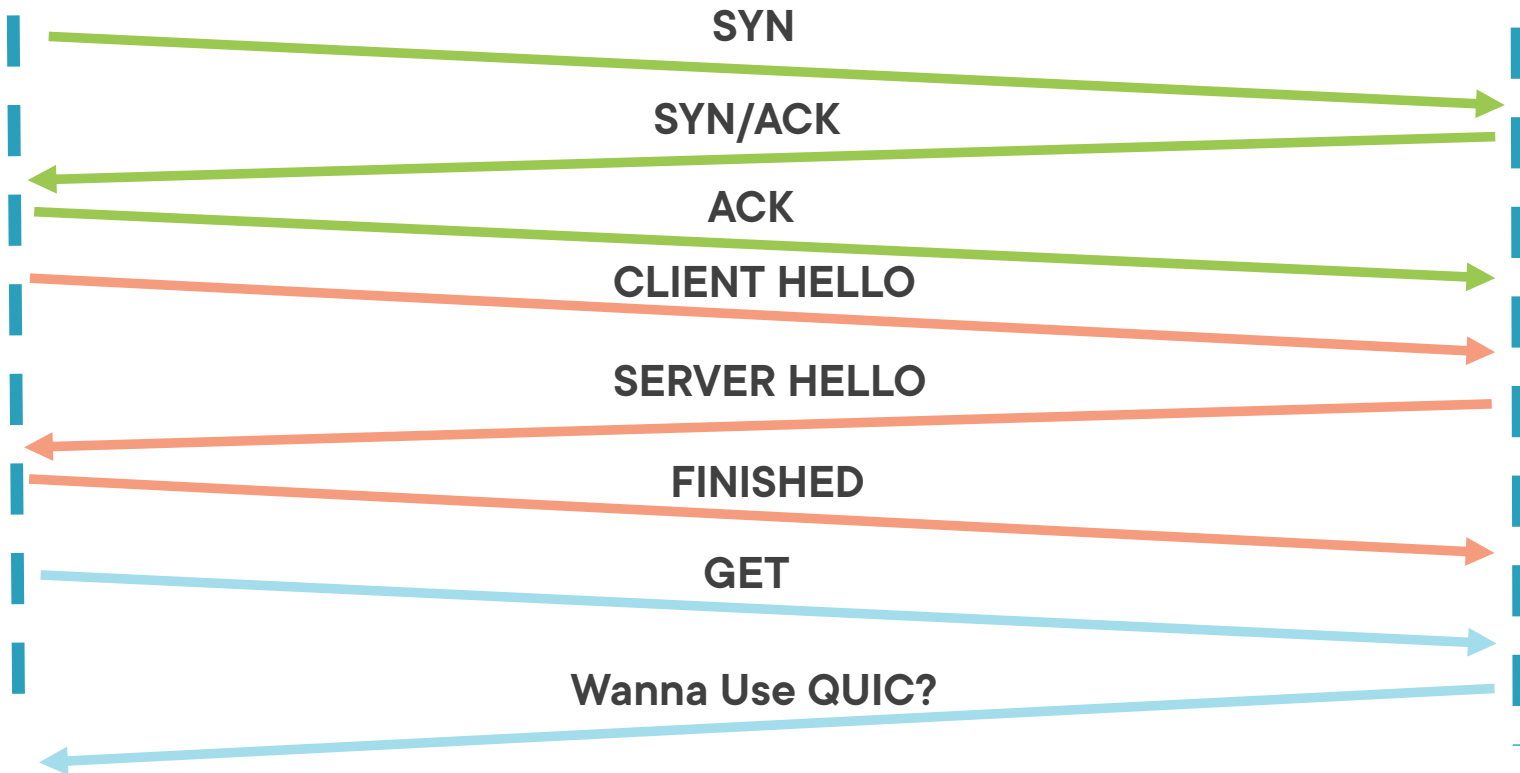 SYN
SYN/ACK
ACK
CLIENT HELLO
SERVER HELLO
FINISHED
GET
Wanna Use QUIC?